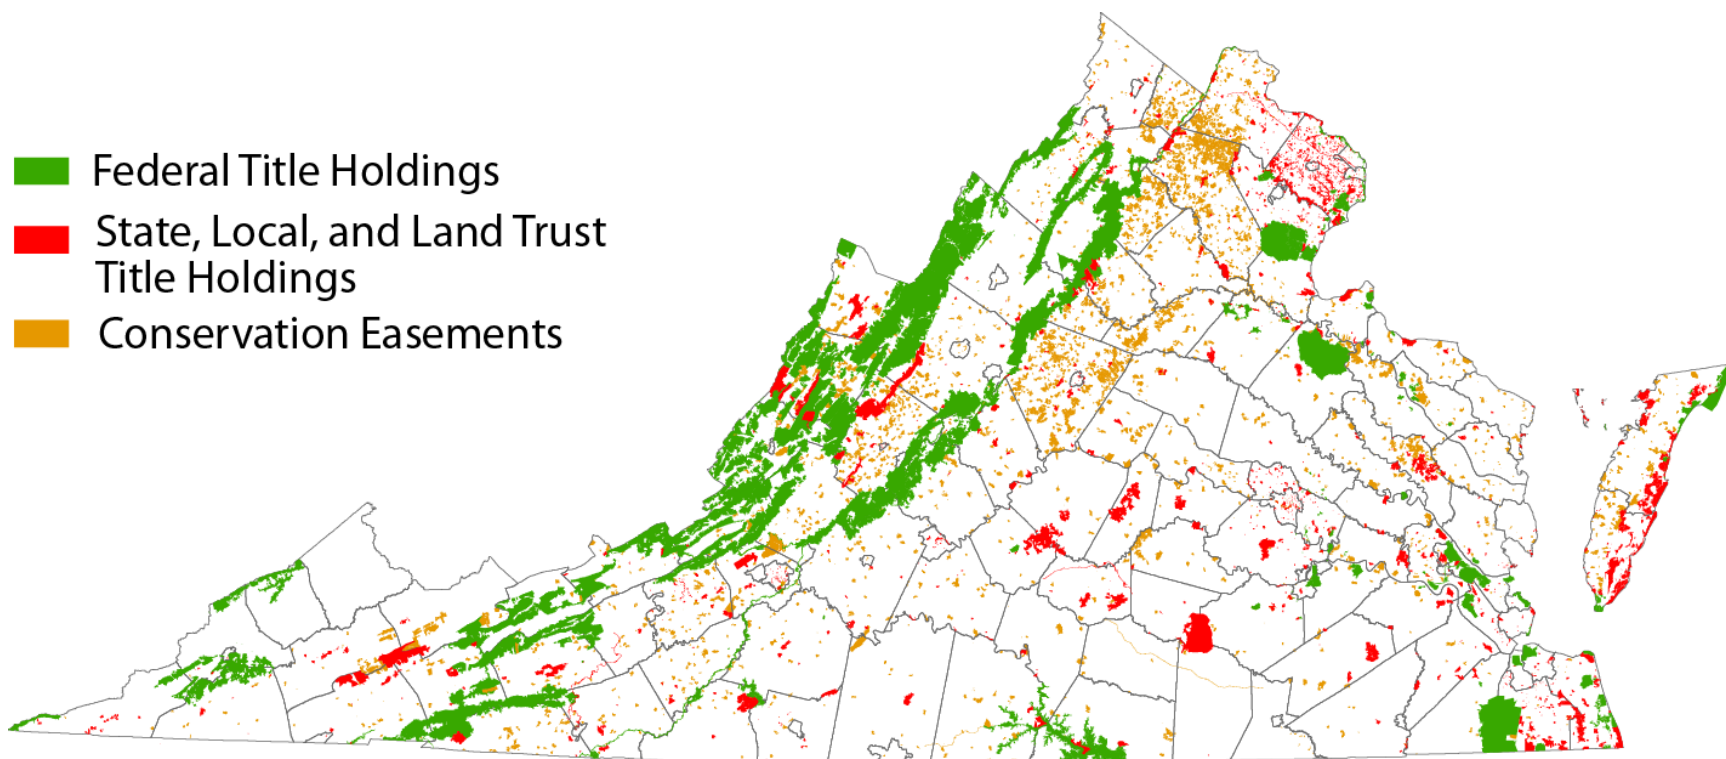 Federal Title Holdings
State, Local, and Land Trust
Title Holdings
Conservation Easements